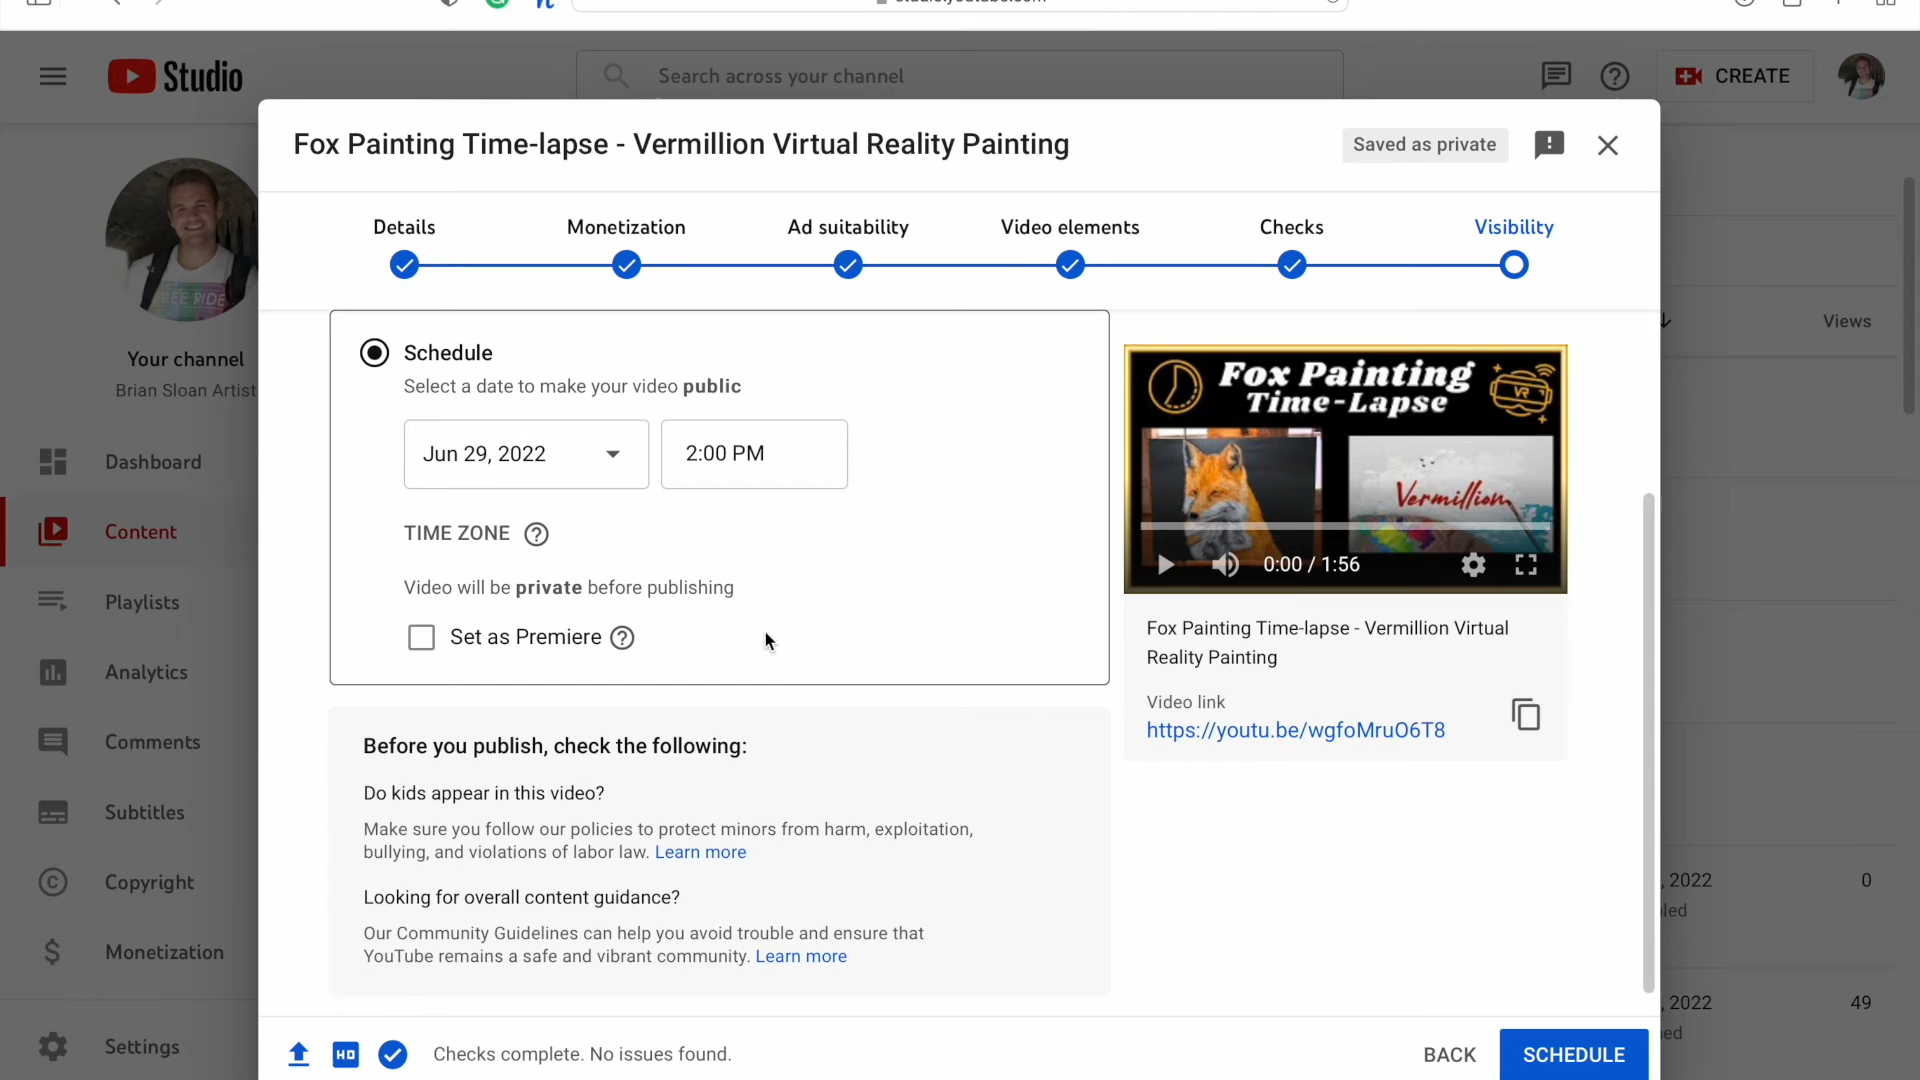 Studio
Search across your channel
CREATE
Fox Painting Time-lapse - Vermillion Virtual Reality Painting
Saved as private
Details
Monetization
Ad suitability
Video elements
Checks
Visibility
FREE RIDE
Your channel
Brian Sloan Artist
Dashboard
Content
Playlists
Analytics
Comments
Subtitles
Copyright
Monetization
Settings
Schedule
Select a date to make your video public
Jun 29, 2022
2:00 PM
TIME ZONE
Video will be private before publishing
Set as Premiere
Before you publish, check the following:
Do kids appear in this video?
Make sure you follow our policies to protect minors from harm, exploitation,
bullying, and violations of labor law. Learn more
Looking for overall content guidance?
Our Community Guidelines can help you avoid trouble and ensure that
YouTube remains a safe and vibrant community. Learn more
Fox Painting
Time-Lapse
VR
Vermillion
0:00 / 1:56
Fox Painting Time-lapse - Vermillion Virtual
Reality Painting
Video link
https://youtu.be/wgfoMruO6T8
Views
, 2022
0
, 2022
49
HD
Checks complete. No issues found.
BACK
SCHEDULE